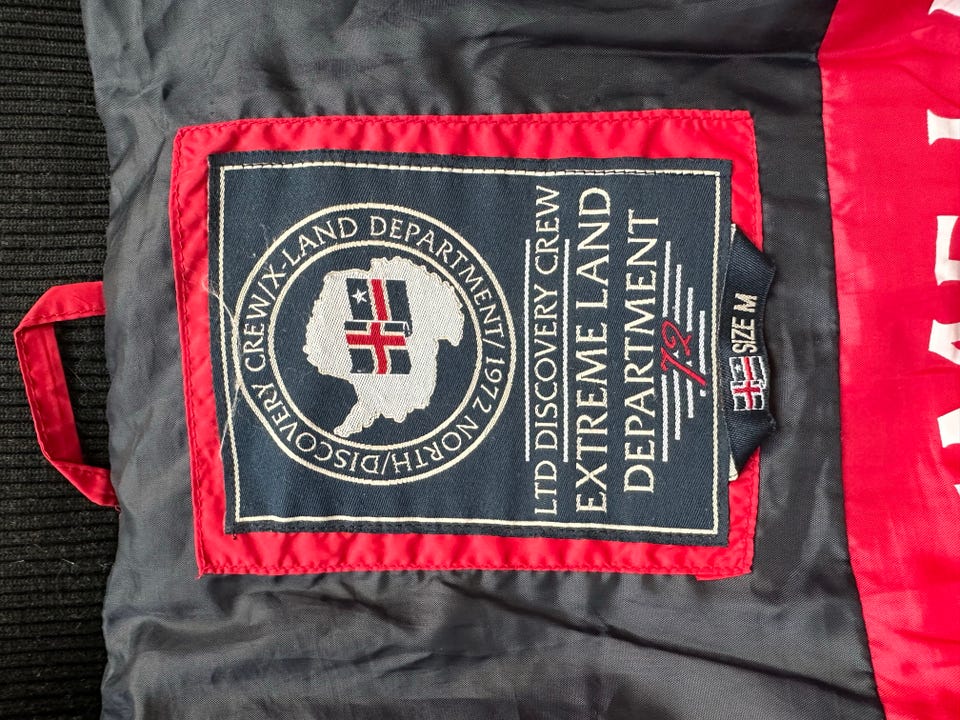 CREW/X-LAND DEPARTMENT/ 1972 NORTH/DISCOVERY
LTD DISCOVERY CREW
EXTREME LAND
DEPARTMENT
72
SIZE M